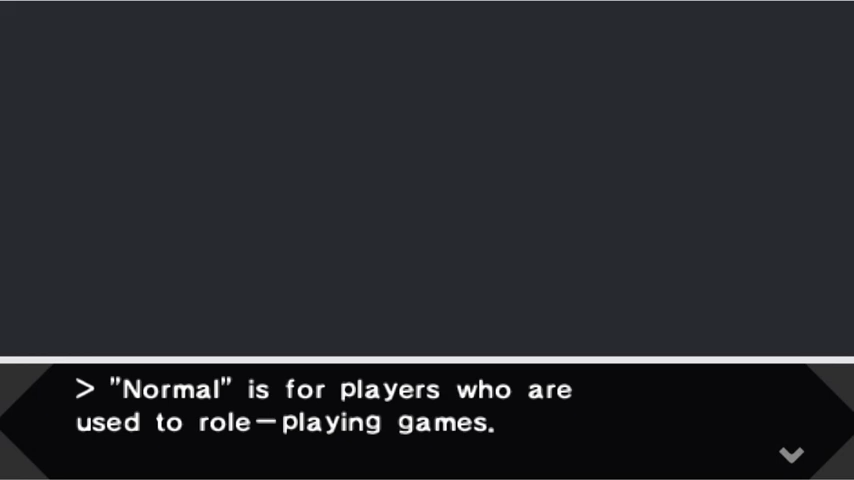 > "Normal" is for players who are
used to role-playing games.